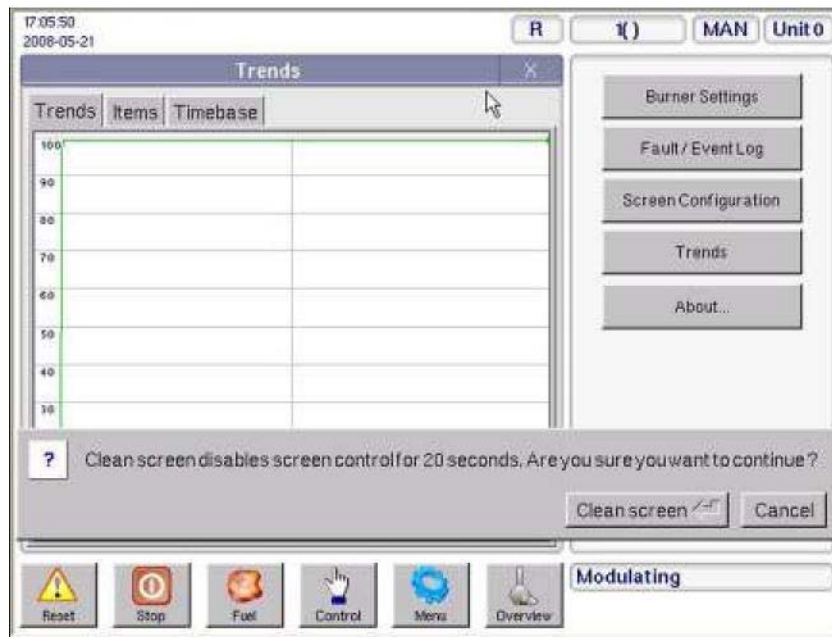 17:05:50
2008-05-21
R
1( )
MAN
Unit 0
Trends
X
Trends
Items
Timebase
100
90
80
70
60
50
40
30
Burner Settings
Fault / Event Log
Screen Configuration
Trends
About...
? Clean screen disables screen control for 20 seconds. Are you sure you want to continue ?
Clean screen
Cancel
Reset
Stop
Fuel
Control
Menu
Overview
Modulating